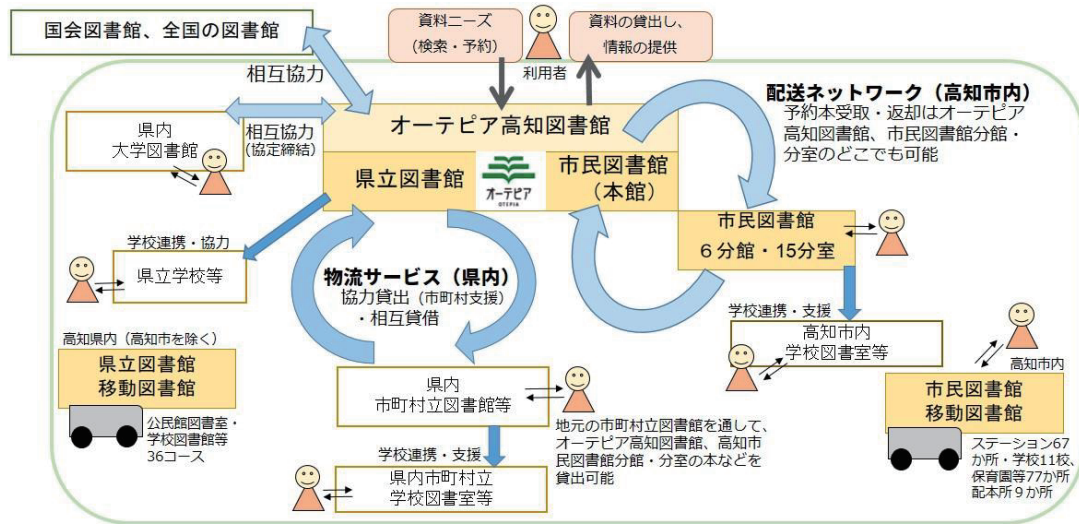 国会図書館、全国の図書館
資料ニーズ
(検索・予約)
利用者
資料の貸出し、
情報の提供
相互協力
県内
大学図書館
相互協力
(協定締結)
オーテピア高知図書館
県立図書館
オーテピア
OTEPIA
市民図書館
(本館)
配送ネットワーク(高知市内)
予約本受取・返却はオーテピア
高知図書館、市民図書館分館・
分室のどこでも可能
市民図書館
6分館・15分室
学校連携・協力
県立学校等
物流サービス(県内)
協力貸出(市町村支援)
・相互貸借
学校連携・支援
高知市内
学校図書室等
高知県内(高知市を除く)
県立図書館
移動図書館
公民館図書室・
学校図書館等
36コース
県内
市町村立図書館等
地元の市町村立図書館を通して、
オーテピア高知図書館、高知市
民図書館分館・分室の本などを
貸出可能
学校連携・支援
県内市町村立
学校図書室等
高知市内
市民図書館
移動図書館
ステーション67
か所・学校11校、
保育園等77か所
配本所9か所